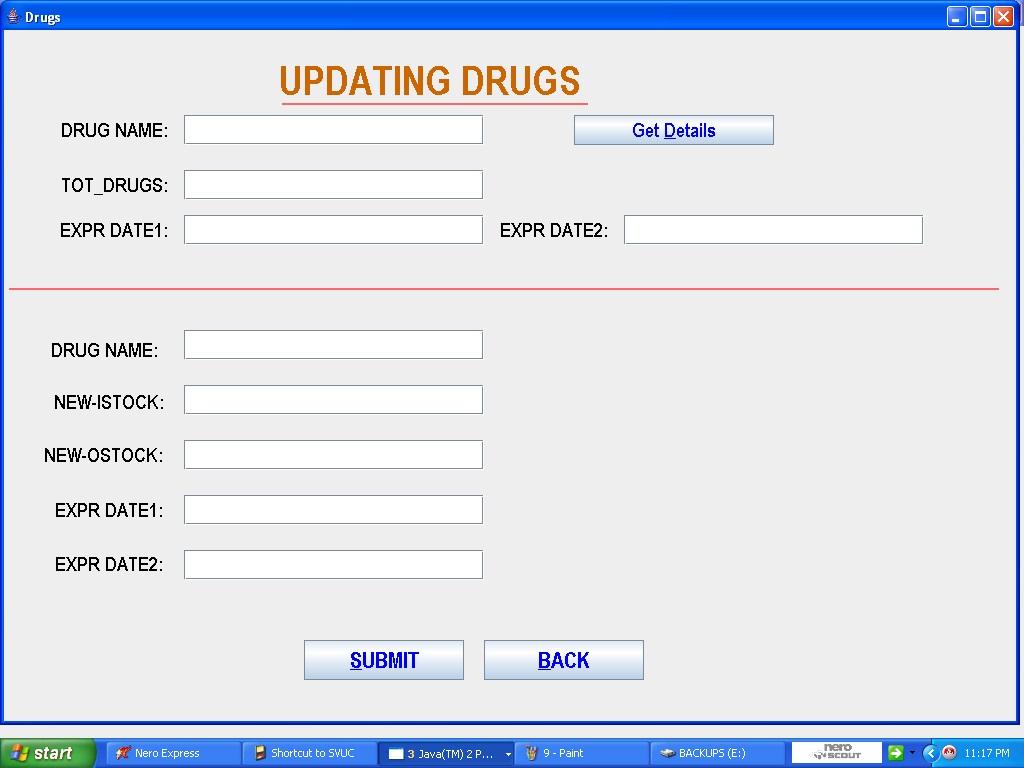 Drugs
UPDATING DRUGS
DRUG NAME: Get Details
TOT_DRUGS:
EXPR DATE1: EXPR DATE2:
DRUG NAME:
NEW-ISTOCK:
NEW-OSTOCK:
EXPR DATE1:
EXPR DATE2:
SUBMIT BACK
start Nero Express Shortcut to SVUC 3 Java(TM) 2 P... 9 - Paint BACKUPS (E:) nero SCOUT 11:17 PM